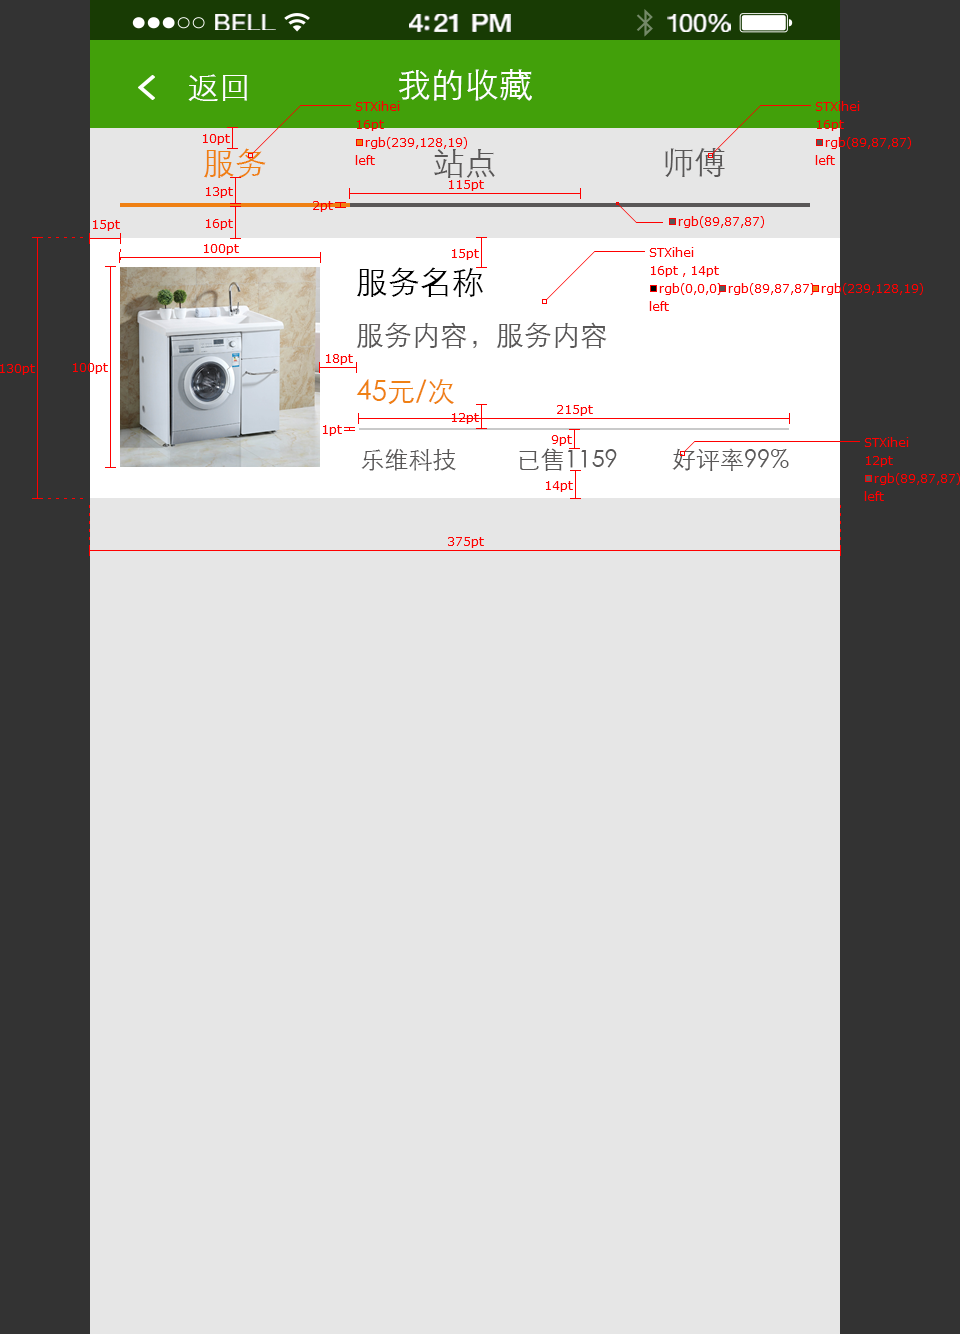 BELL 4:21 PM 100%
返回 我的收藏
STXihei
16pt
rgb(239,128,19)
left
STXihei
16pt
rgb(89,87,87)
left
10pt
服务 站点 师傅
13pt
115pt
2pt
16pt
rgb(89,87,87)
15pt
100pt
15pt
STXihei
16pt , 14pt
rgb(0,0,0) rgb(89,87,87) rgb(239,128,19)
left
服务名称
服务内容，服务内容
18pt
130pt
100pt
45元/次
215pt
12pt
1pt
9pt
乐维科技 已售1159 好评率99%
STXihei
12pt
rgb(89,87,87)
left
14pt
375pt